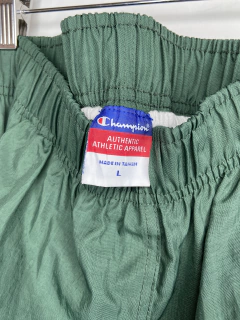 Champion
AUTHENTIC
ATHLETIC APPAREL
MADE IN TAIWAN
L